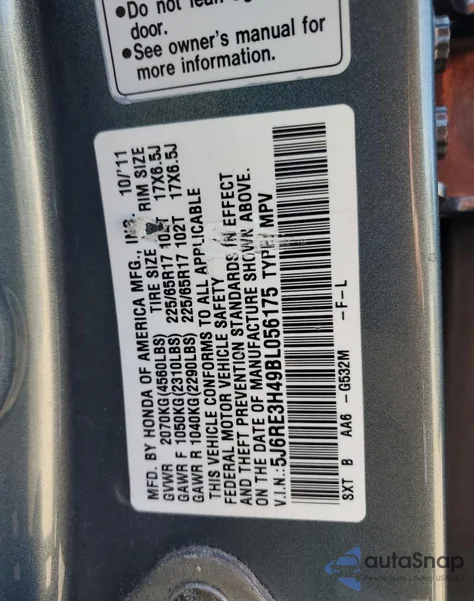 ●Do not lean
door.
●See owner's manual for
more information.
MFD. BY HONDA OF AMERICA MFG., INC. 10/'11
TIRE SIZE RIM SIZE
GVWR 2070KG(4560LBS)
GAWR F 1050KG(2310LBS) 225/65R17 102T 17X6.5J
GAWR R 1040KG(2290LBS) 225/65R17 102T 17X6.5J
THIS VEHICLE CONFORMS TO ALL APPLICABLE
FEDERAL MOTOR VEHICLE SAFETY
AND THEFT PREVENTION STANDARDS IN EFFECT
ON THE DATE OF MANUFACTURE SHOWN ABOVE.
V.I.N.:5J6RE3H49BL056175 TYPE: MPV
SXT B AA6 -G532M -F-L
autaSnap